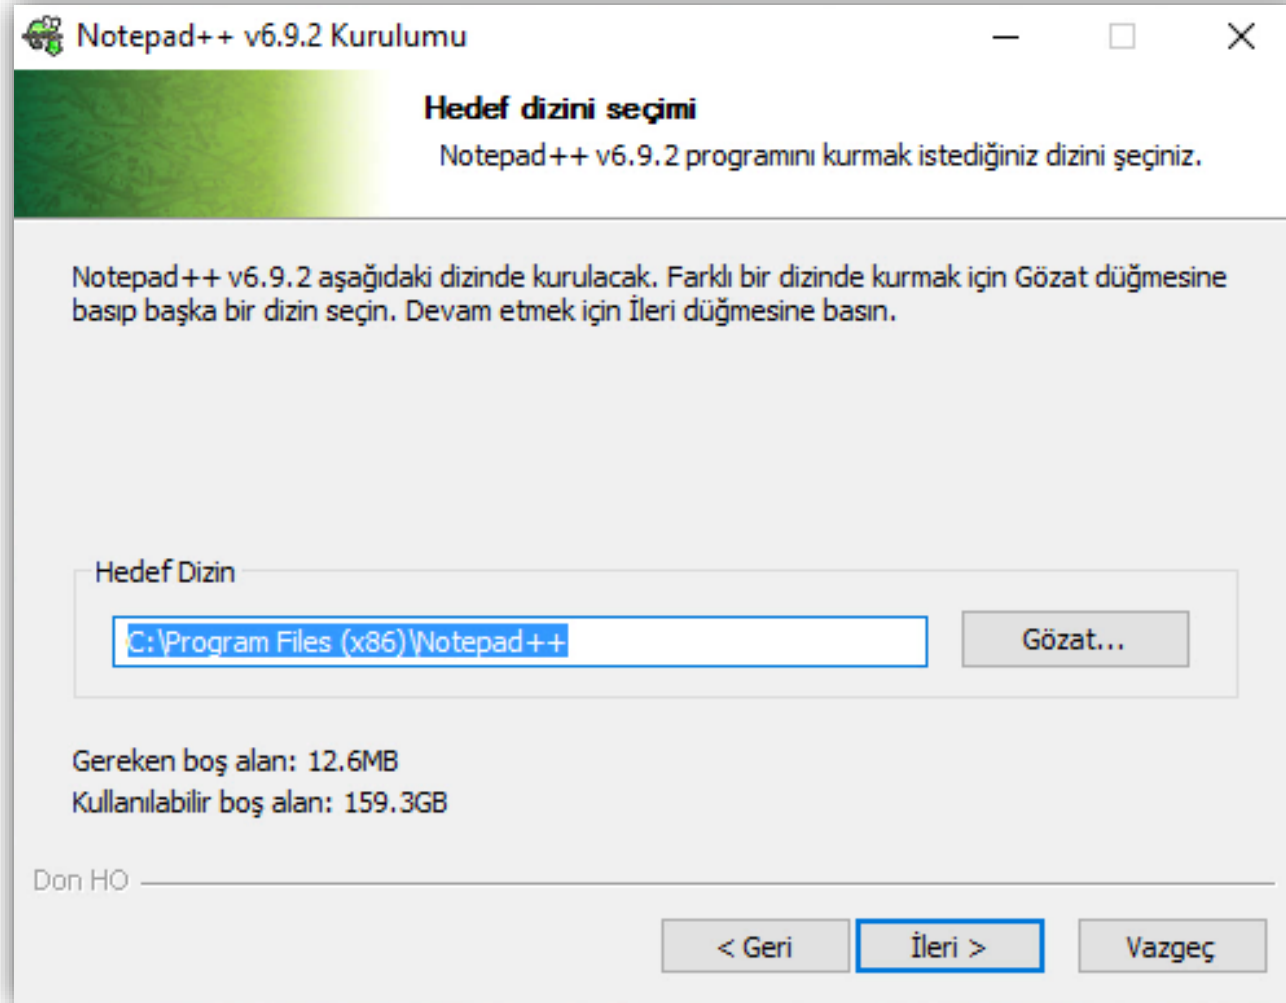 Notepad++ v6.9.2 Kurulumu
Hedef dizini seçimi
Notepad++ v6.9.2 programını kurmak istediğiniz dizini şeçiniz.
Notepad++ v6.9.2 aşağıdaki dizinde kurulacak. Farklı bir dizinde kurmak için Gözat düğmesine
basıp başka bir dizin seçin. Devam etmek için İleri düğmesine basın.
Hedef Dizin
C:\Program Files (x86)\Notepad++
Gözat...
Gereken boş alan: 12.6MB
Kullanılabilir boş alan: 159.3GB
Don HO
< Geri
İleri >
Vazgeç